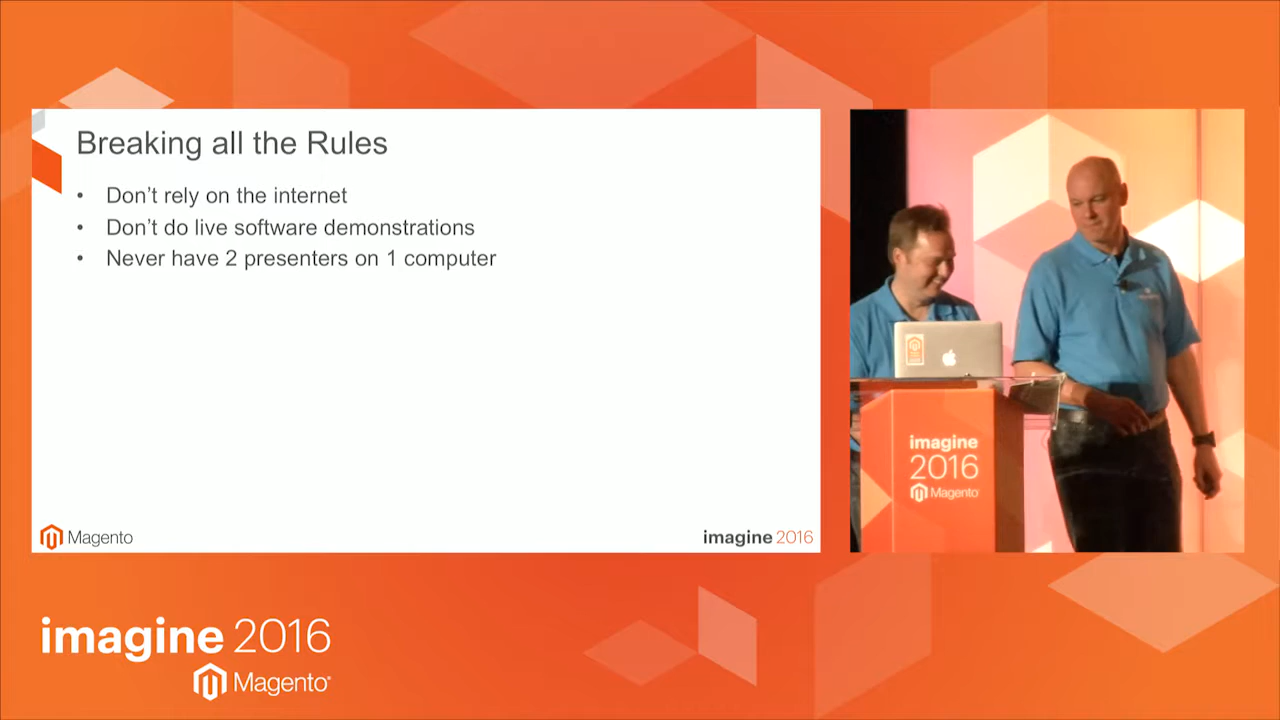 Breaking all the Rules
• Don't rely on the internet
• Don't do live software demonstrations
• Never have 2 presenters on 1 computer
Magento
imagine 2016
imagine
2016
Magento
imagine 2016
Magento